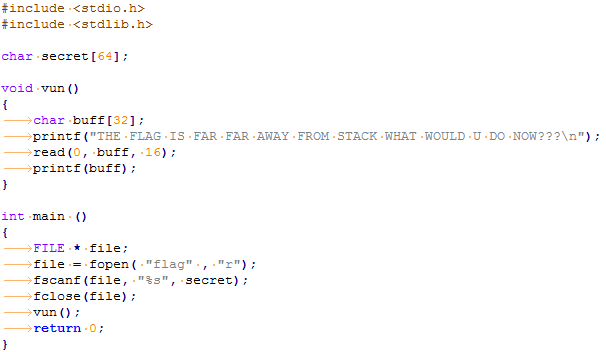 #include <stdio.h>
#include <stdlib.h>

char secret[64];

void vun()
{
	char buff[32];
	printf("THE FLAG IS FAR FAR AWAY FROM STACK WHAT WOULD U DO NOW???\n");
	read(0, buff, 16);
	printf(buff);
}

int main ()
{
	FILE * file;
	file = fopen( "flag" , "r");
	fscanf(file, "%s", secret);
	fclose(file);
	vun();
	return 0;
}